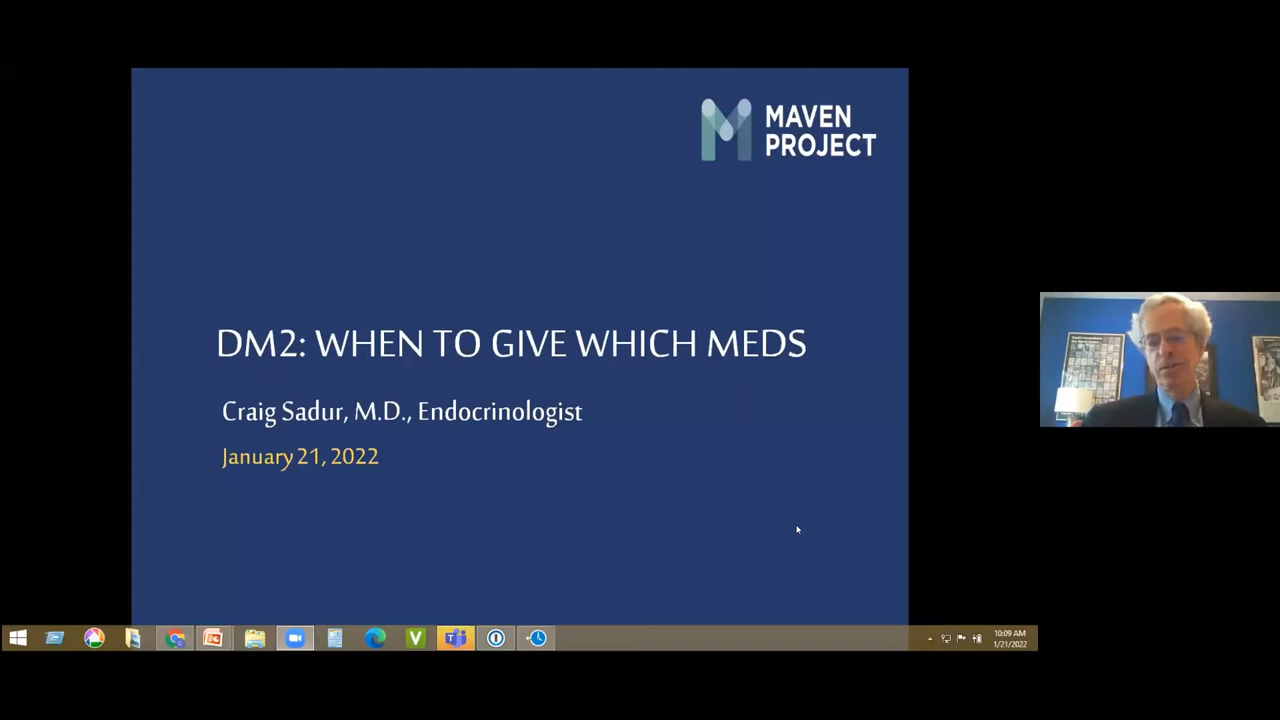 MAVEN
PROJECT
DM2: WHEN TO GIVE WHICH MEDS
Craig Sadur, M.D., Endocrinologist
January 21, 2022
10:09 AM
1/21/2022